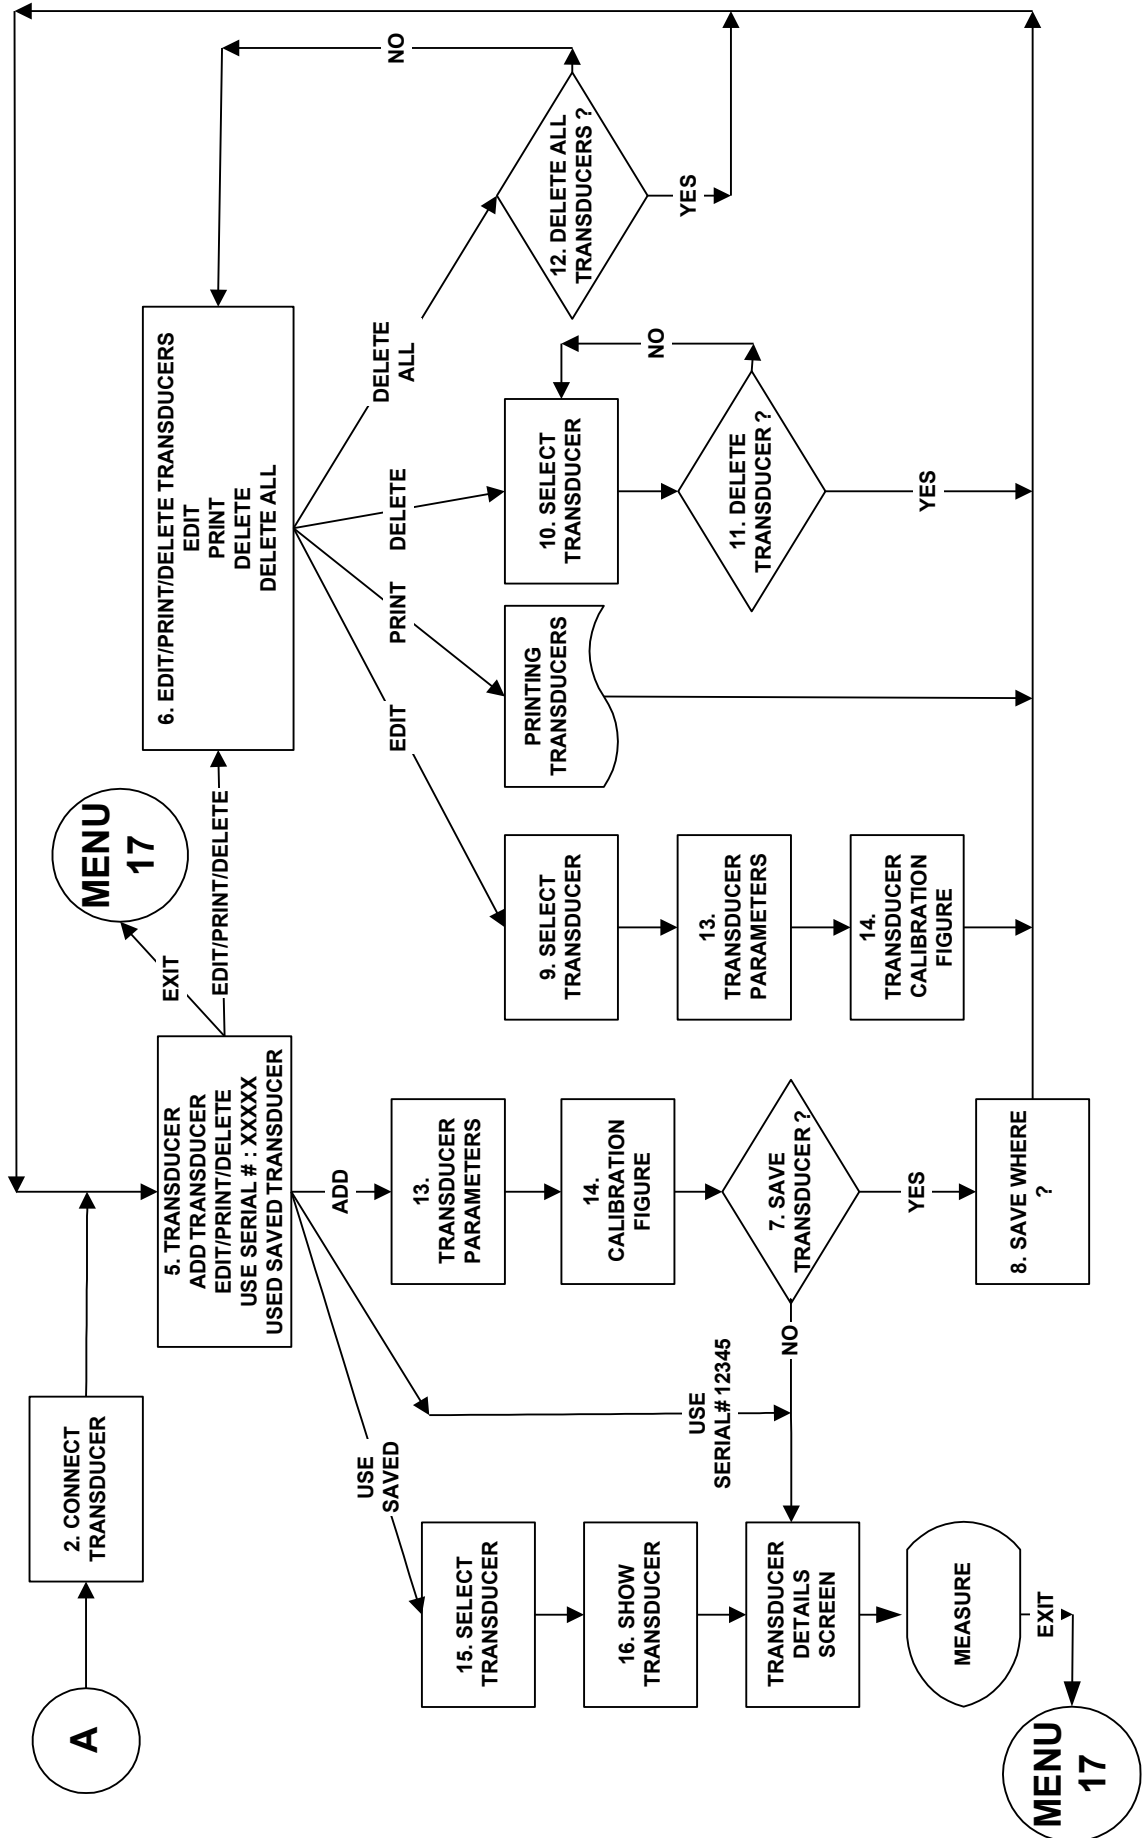 A
2. CONNECT
TRANSDUCER
5. TRANSDUCER
ADD TRANSDUCER
EDIT/PRINT/DELETE
USE SERIAL # : XXXX
USED SAVED TRANSDUCER
EXIT
MENU
17
EDIT/PRINT/DELETE
6. EDIT/PRINT/DELETE TRANSDUCERS
EDIT
PRINT
DELETE
DELETE ALL
NO
USE
SAVED
15. SELECT
TRANSDUCER
16. SHOW
TRANSDUCER
TRANSDUCER
DETAILS
SCREEN
MEASURE
EXIT
MENU
17
USE
SERIAL# 12345
ADD
13.
TRANSDUCER
PARAMETERS
14.
CALIBRATION
FIGURE
7. SAVE
TRANSDUCER ?
NO
YES
8. SAVE WHERE
?
EDIT
9. SELECT
TRANSDUCER
13.
TRANSDUCER
PARAMETERS
14.
TRANSDUCER
CALIBRATION
FIGURE
PRINT
PRINTING
TRANSDUCERS
DELETE
10. SELECT
TRANSDUCER
11. DELETE
TRANSDUCER ?
NO
YES
DELETE
ALL
12. DELETE ALL
TRANSDUCERS ?
YES